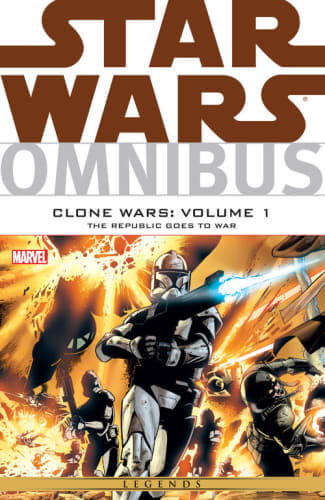 STAR
WARS®
OMNIBUS
CLONE WARS: VOLUME 1
THE REPUBLIC GOES TO WAR
MARVEL
LEGENDS